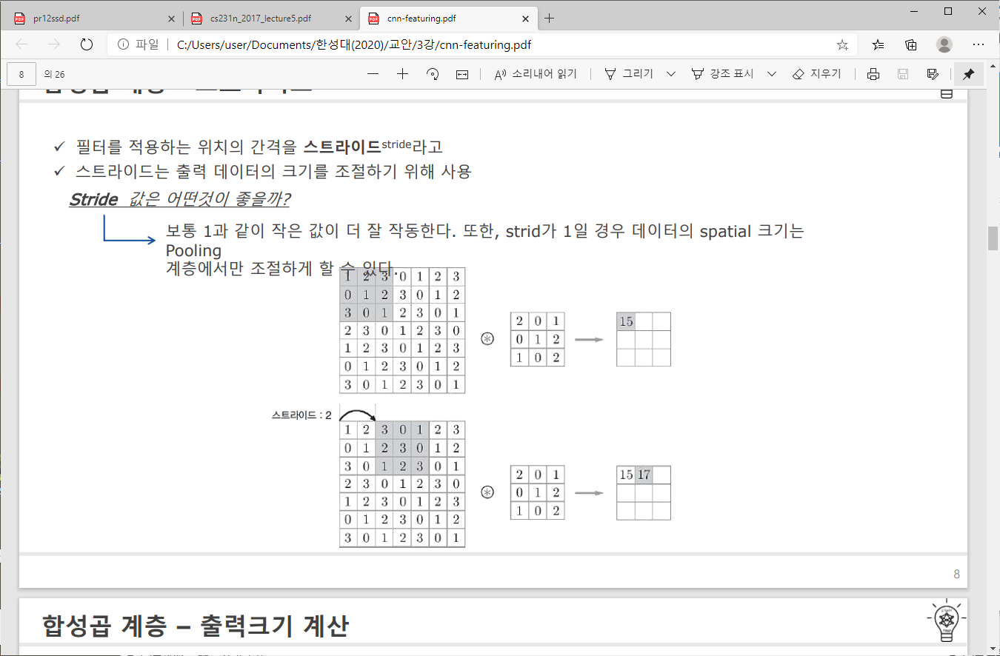 pr12ssd.pdf
cs231n_2017_lecture5.pdf
cnn-featuring.pdf
파일 C:/Users/user/Documents/한성대(2020)/교안/3강/cnn-featuring.pdf
8 의 26
소리내어 읽기 그리기 강조 표시 지우기
필터를 적용하는 위치의 간격을 스트라이드stride라고
스트라이드는 출력 데이터의 크기를 조절하기 위해 사용
Stride 값은 어떤것이 좋을까?
보통 1과 같이 작은 값이 더 잘 작동한다. 또한, strid가 1일 경우 데이터의 spatial 크기는
Pooling
계층에서만 조절하게 할 수 있다.
1 2 3 0 1 2 3
0 1 2 3 0 1 2
3 0 1 2 3 0 1
2 3 0 1 2 3 0
1 2 3 0 1 2 3
0 1 2 3 0 1 2
3 0 1 2 3 0 1
2 0 1
0 1 2
1 0 2
15
스트라이드 : 2
1 2 3 0 1 2 3
0 1 2 3 0 1 2
3 0 1 2 3 0 1
2 3 0 1 2 3 0
1 2 3 0 1 2 3
0 1 2 3 0 1 2
3 0 1 2 3 0 1
2 0 1
0 1 2
1 0 2
15 17
8
합성곱 계층 – 출력크기 계산